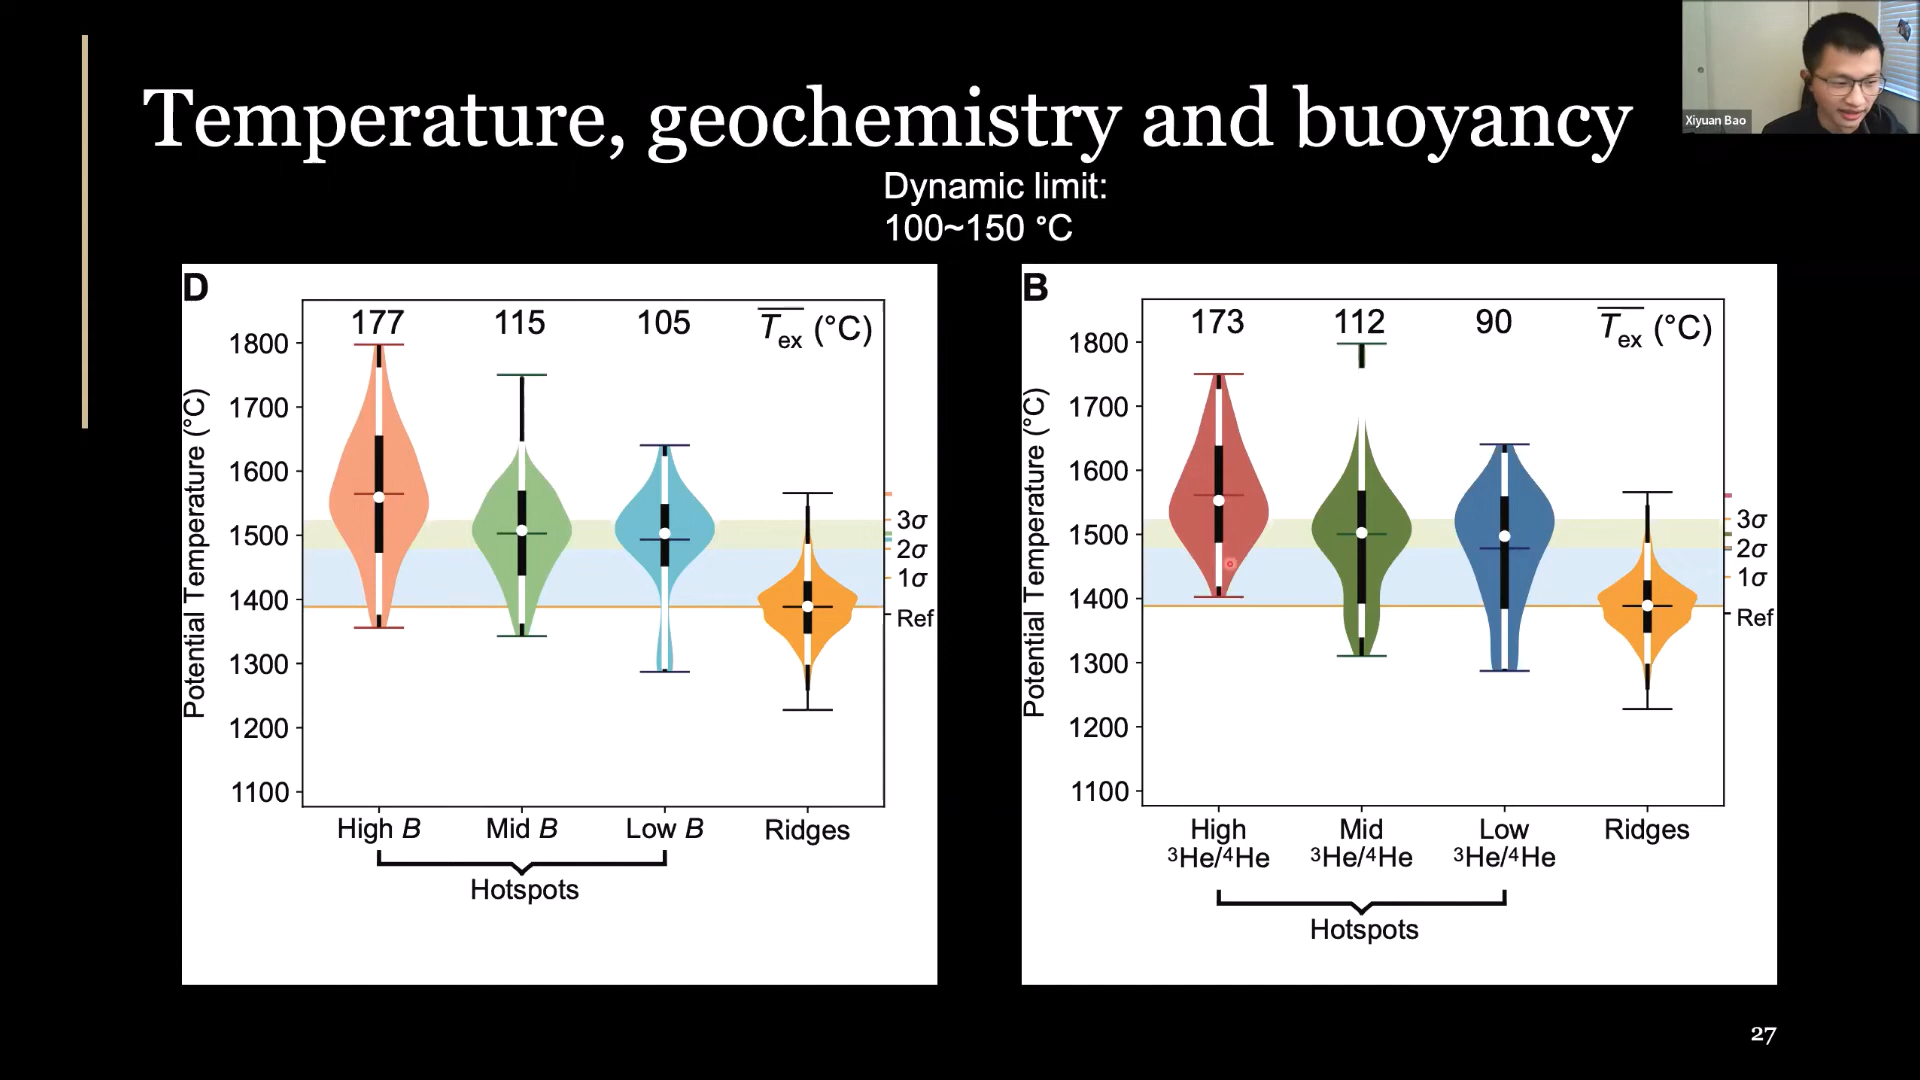 Temperature, geochemistry and buoyancy
Xiyuan Bao
Dynamic limit:
100~150 °C
D
177 115 105 T̅ex (°C)
Potential Temperature (°C)
1800
1700
1600
1500
1400
1300
1200
1100
3σ
2σ
1σ
Ref
High B Mid B Low B Ridges
Hotspots
B
173 112 90 T̅ex (°C)
Potential Temperature (°C)
1800
1700
1600
1500
1400
1300
1200
1100
3σ
2σ
1σ
Ref
High Mid Low Ridges
³He/⁴He ³He/⁴He ³He/⁴He
Hotspots
27